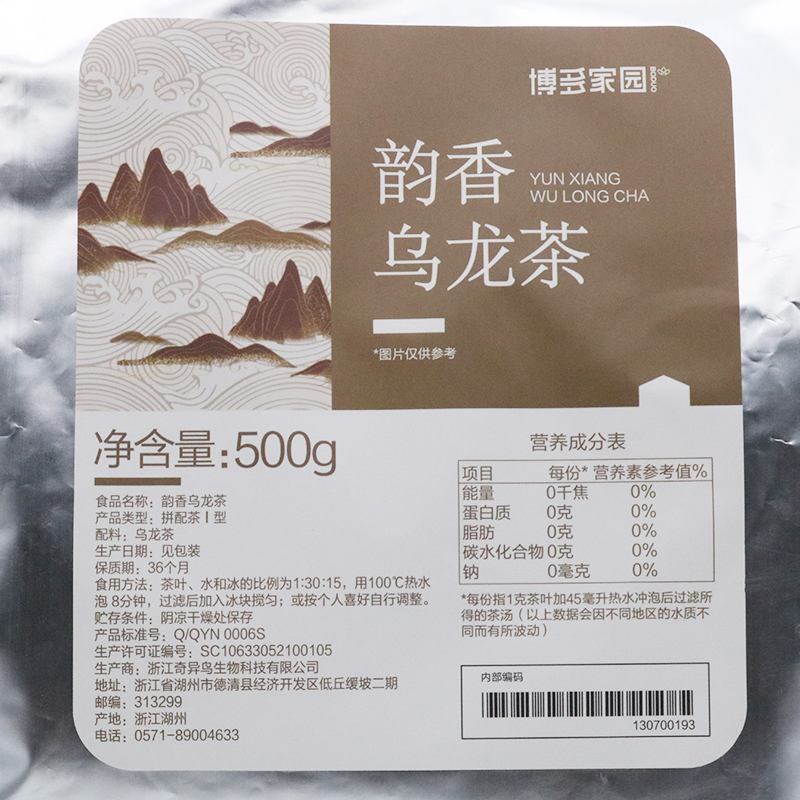 博多家园
BODUO
韵香
YUN XIANG
WU LONG CHA
乌龙茶
*图片仅供参考
净含量:500g
食品名称：韵香乌龙茶
产品类型：拼配茶Ⅰ型
配料：乌龙茶
生产日期：见包装
保质期：36个月
食用方法：茶叶、水和冰的比例为1:30:15，用100℃热水
泡 8分钟，过滤后加入冰块搅匀；或按个人喜好自行调整。
贮存条件：阴凉干燥处保存
产品标准号：Q/QYN 0006S
生产许可证编号：SC10633052100105
生产商：浙江奇异鸟生物科技有限公司
地址：浙江省湖州市德清县经济开发区低丘缓坡二期
邮编：313299
产地：浙江湖州
电话：0571-89004633
营养成分表
项目 每份* 营养素参考值%
能量 0千焦 0%
蛋白质 0克 0%
脂肪 0克 0%
碳水化合物 0克 0%
钠 0毫克 0%
*每份指1克茶叶加45毫升热水冲泡后过滤所
得的茶汤（以上数据会因不同地区的水质不
同而有所波动）
内部编码
130700193